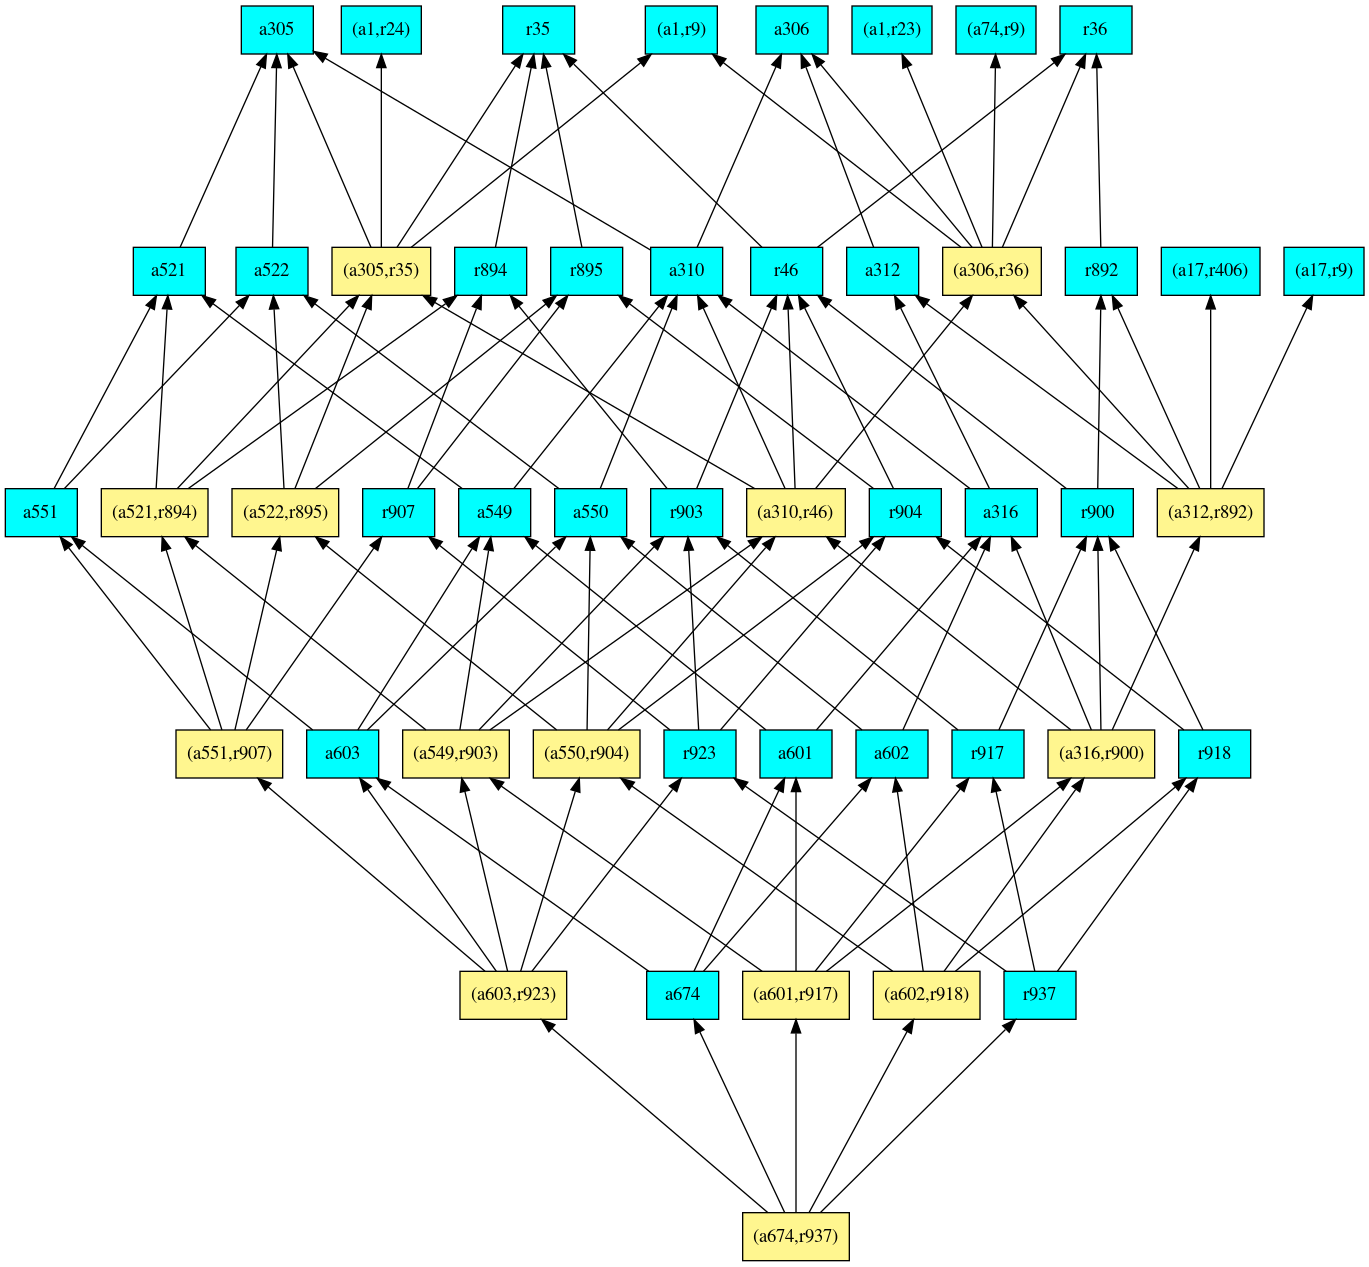 a305
(a1,r24)
r35
(a1,r9)
a306
(a1,r23)
(a74,r9)
r36
a521
a522
(a305,r35)
r894
r895
a310
r46
a312
(a306,r36)
r892
(a17,r406)
(a17,r9)
a551
(a521,r894)
(a522,r895)
r907
a549
a550
r903
(a310,r46)
r904
a316
r900
(a312,r892)
(a551,r907)
a603
(a549,r903)
(a550,r904)
r923
a601
a602
r917
(a316,r900)
r918
(a603,r923)
a674
(a601,r917)
(a602,r918)
r937
(a674,r937)